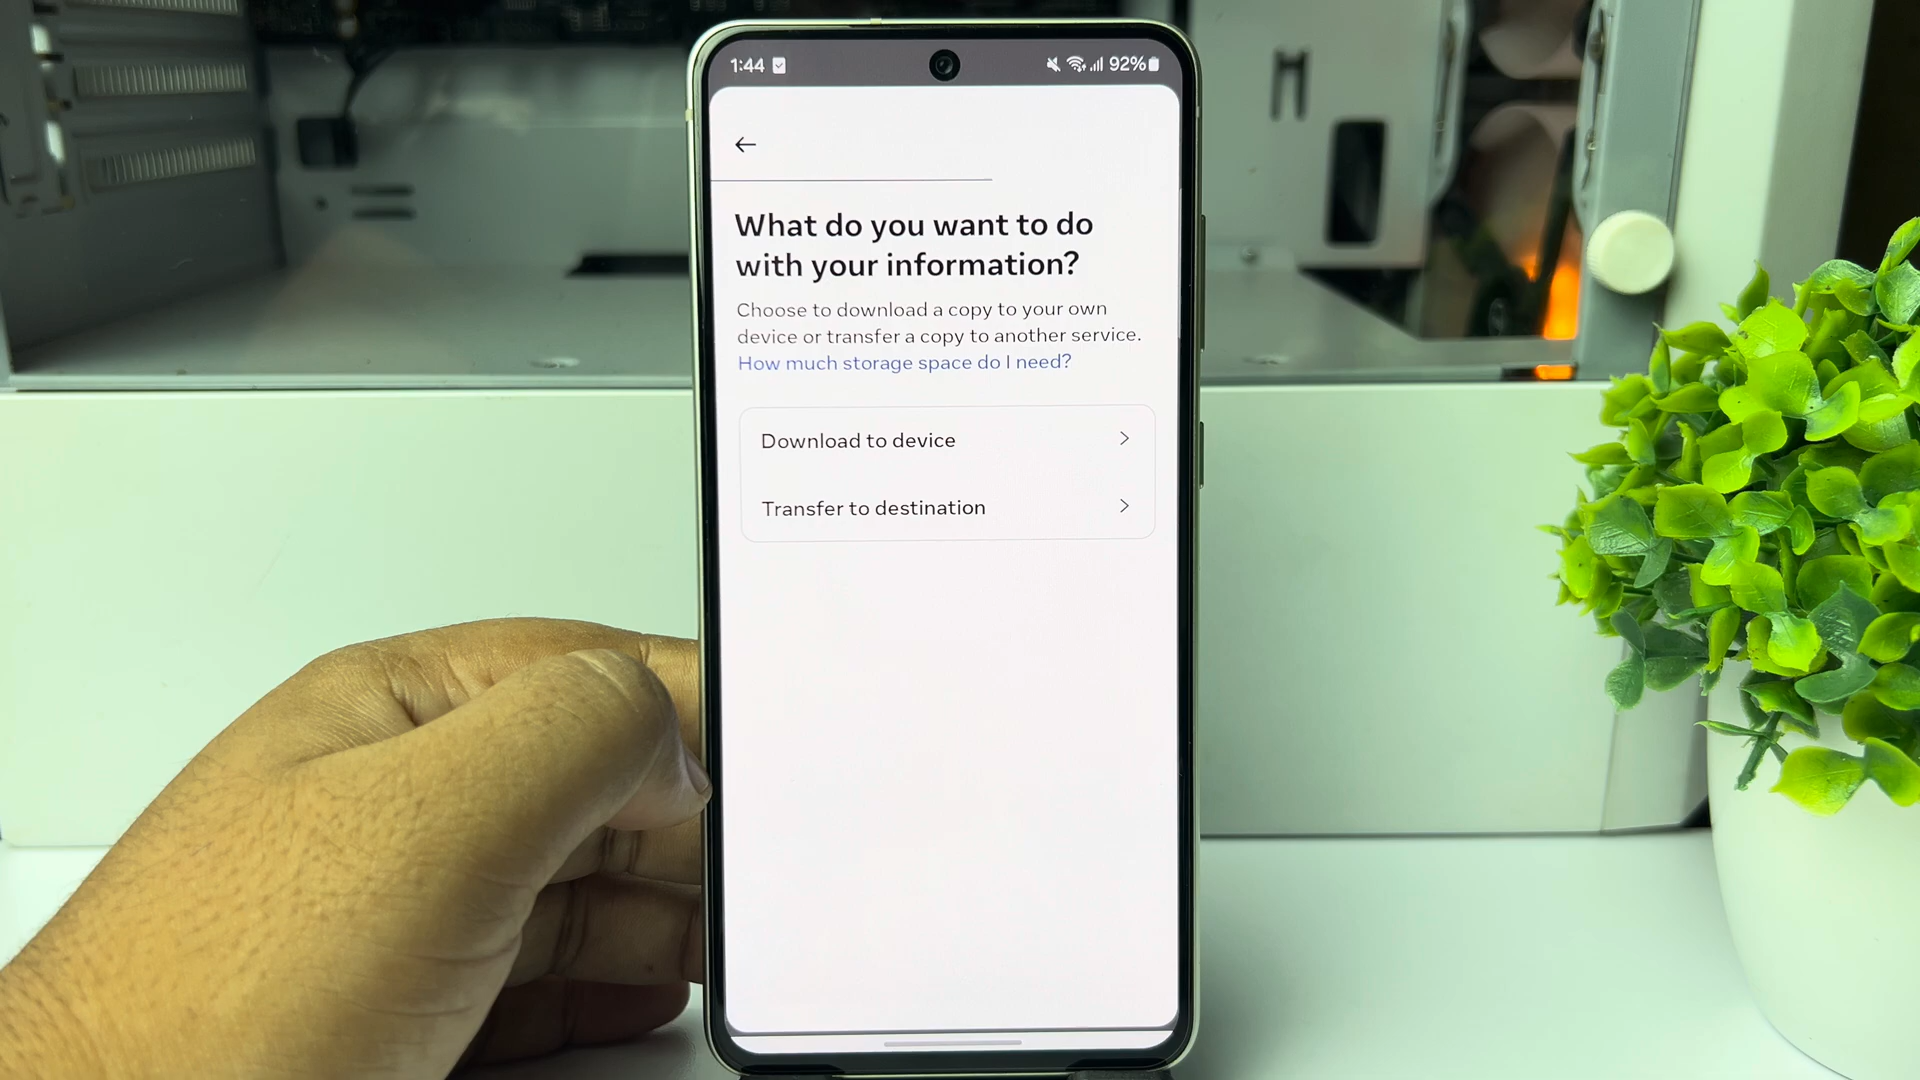 1:44 92%
What do you want to do
with your information?
Choose to download a copy to your own
device or transfer a copy to another service.
How much storage space do I need?
Download to device
Transfer to destination